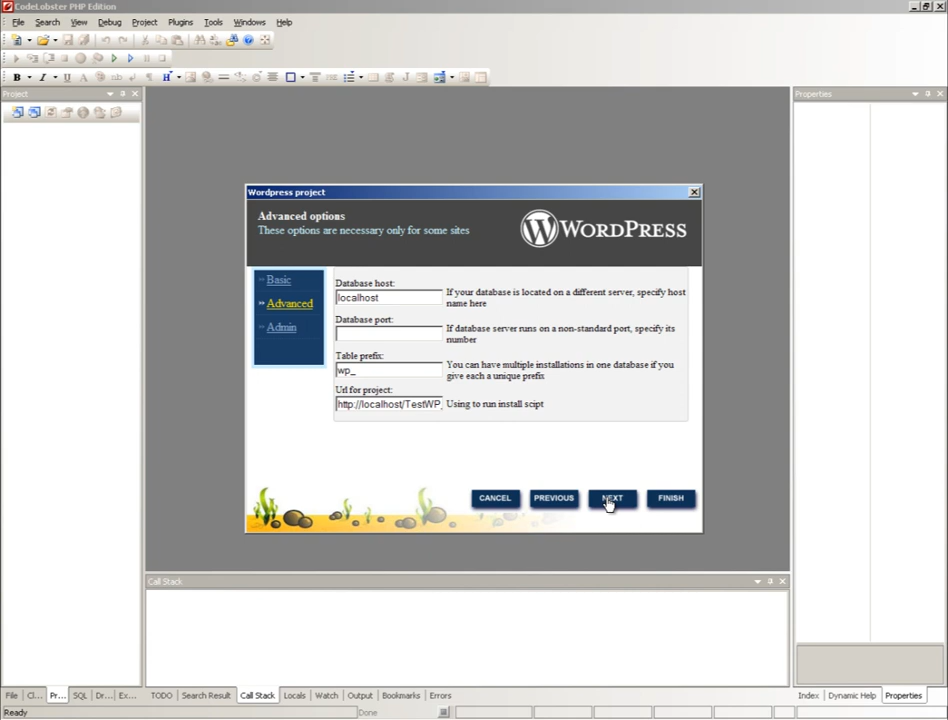 CodeLobster PHP Edition
File Search View Debug Project Plugins Tools Windows Help
B I U A ab H J
Project
Properties
Wordpress project
Advanced options
These options are necessary only for some sites
WORDPRESS
Basic
Advanced
Admin
Database host:
localhost
If your database is located on a different server, specify host
name here
Database port:
If database server runs on a non-standard port, specify its
number
Table prefix:
wp_
You can have multiple installations in one database if you
give each a unique prefix
Url for project:
http://localhost/TestWP
Using to run install scipt
CANCEL PREVIOUS NEXT FINISH
Call Stack
File Cl... Pr... SQL Dr... Ex... TODO Search Result Call Stack Locals Watch Output Bookmarks Errors Index Dynamic Help Properties
Ready Done